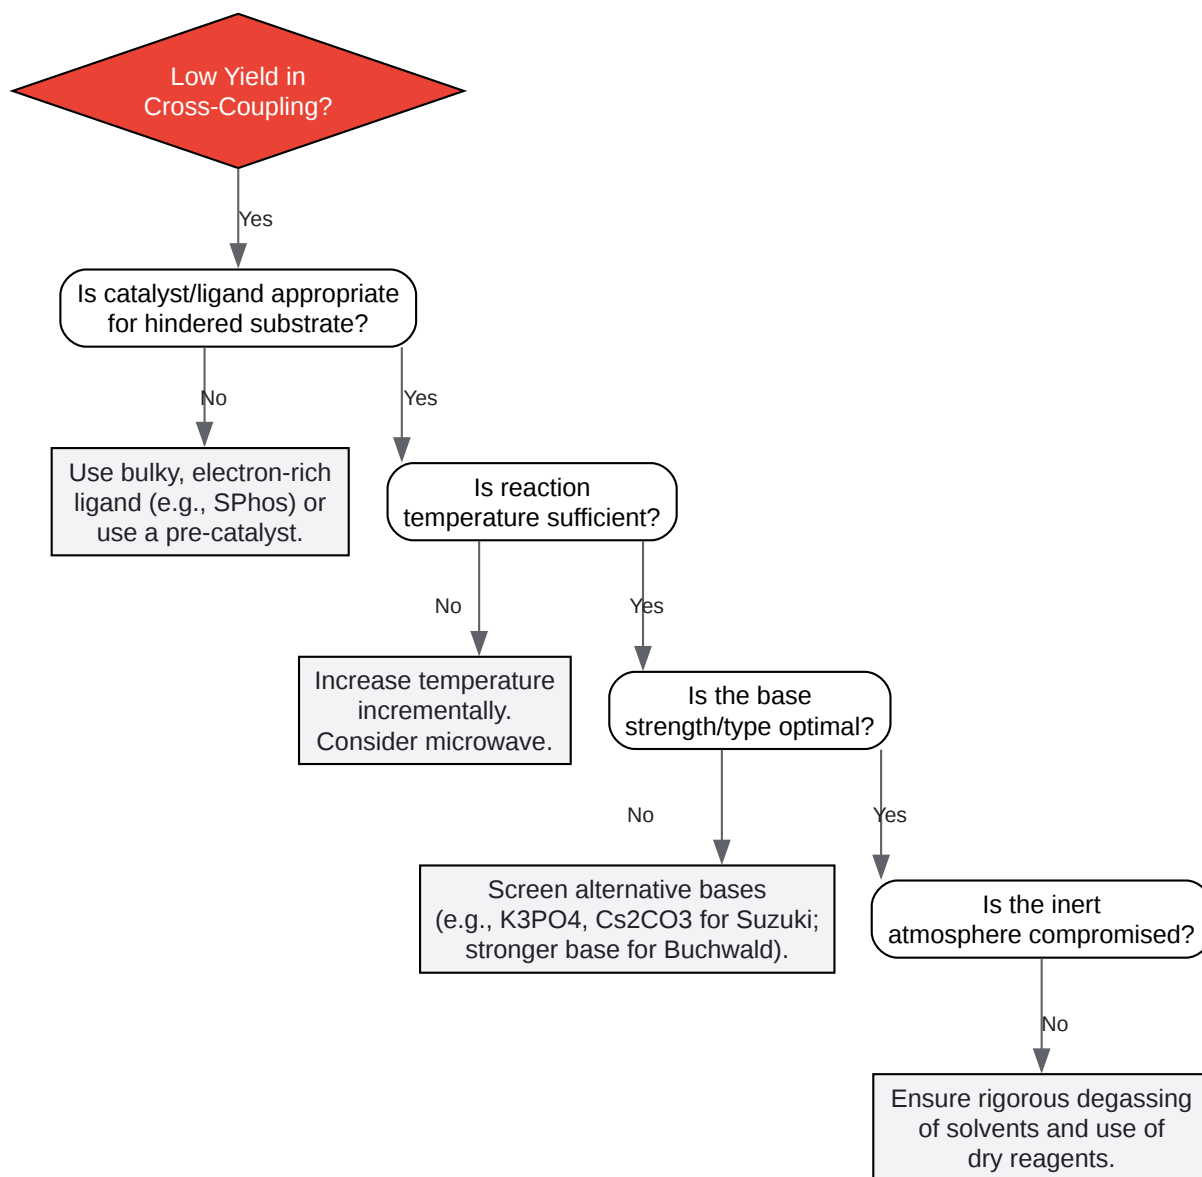 Low Yield in
Cross-Coupling?
Yes
Is catalyst/ligand appropriate
for hindered substrate?
No
Yes
Use bulky, electron-rich
ligand (e.g., SPhos) or
use a pre-catalyst.
Is reaction
temperature sufficient?
No
Yes
Increase temperature
incrementally.
Consider microwave.
Is the base
strength/type optimal?
No
Yes
Screen alternative bases
(e.g., K3PO4, Cs2CO3 for Suzuki;
stronger base for Buchwald).
Is the inert
atmosphere compromised?
No
Ensure rigorous degassing
of solvents and use of
dry reagents.